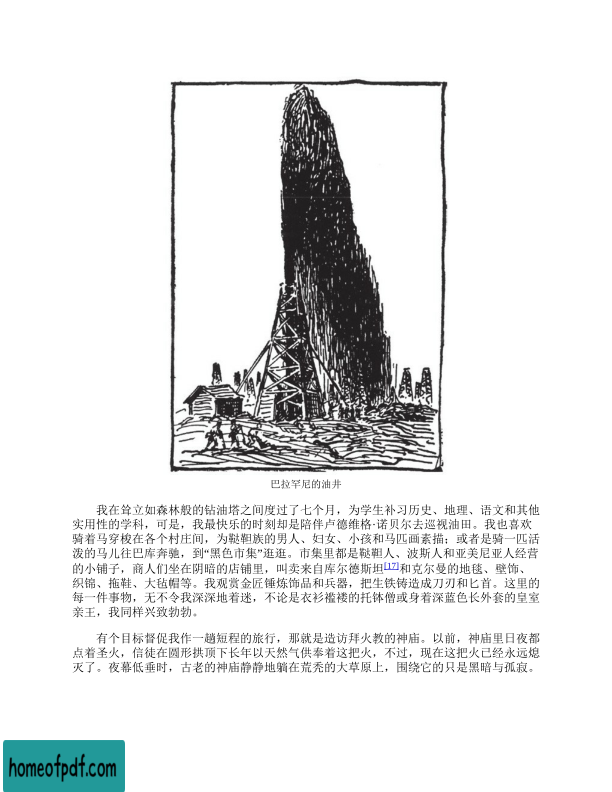 巴拉罕尼的油井
我在耸立如森林般的钻油塔之间度过了七个月，为学生补习历史、地理、语文和其他
实用性的学科，可是，我最快乐的时刻却是陪伴卢德维格·诺贝尔去巡视油田。我也喜欢
骑着马穿梭在各个村庄间，为鞑靼族的男人、妇女、小孩和马匹画素描；或者是骑一匹活
泼的马儿往巴库奔驰，到“黑色市集”逛逛。市集里都是鞑靼人、波斯人和亚美尼亚人经营
的小铺子，商人们坐在阴暗的店铺里，叫卖来自库尔德斯坦[17]和克尔曼的地毯、壁饰、
织锦、拖鞋、大毡帽等。我观赏金匠锤炼饰品和兵器，把生铁铸造成刀刃和匕首。这里的
每一件事物，无不令我深深地着迷，不论是衣衫褴褛的托钵僧或身着深蓝色长外套的皇室
亲王，我同样兴致勃勃。
有个目标督促我作一趟短程的旅行，那就是造访拜火教的神庙。以前，神庙里日夜都
点着圣火，信徒在圆形拱顶下长年以天然气供奉着这把火，不过，现在这把火已经永远熄
灭了。夜幕低垂时，古老的神庙静静地躺在荒秃的大草原上，围绕它的只是黑暗与孤寂。
homeofpdf.com